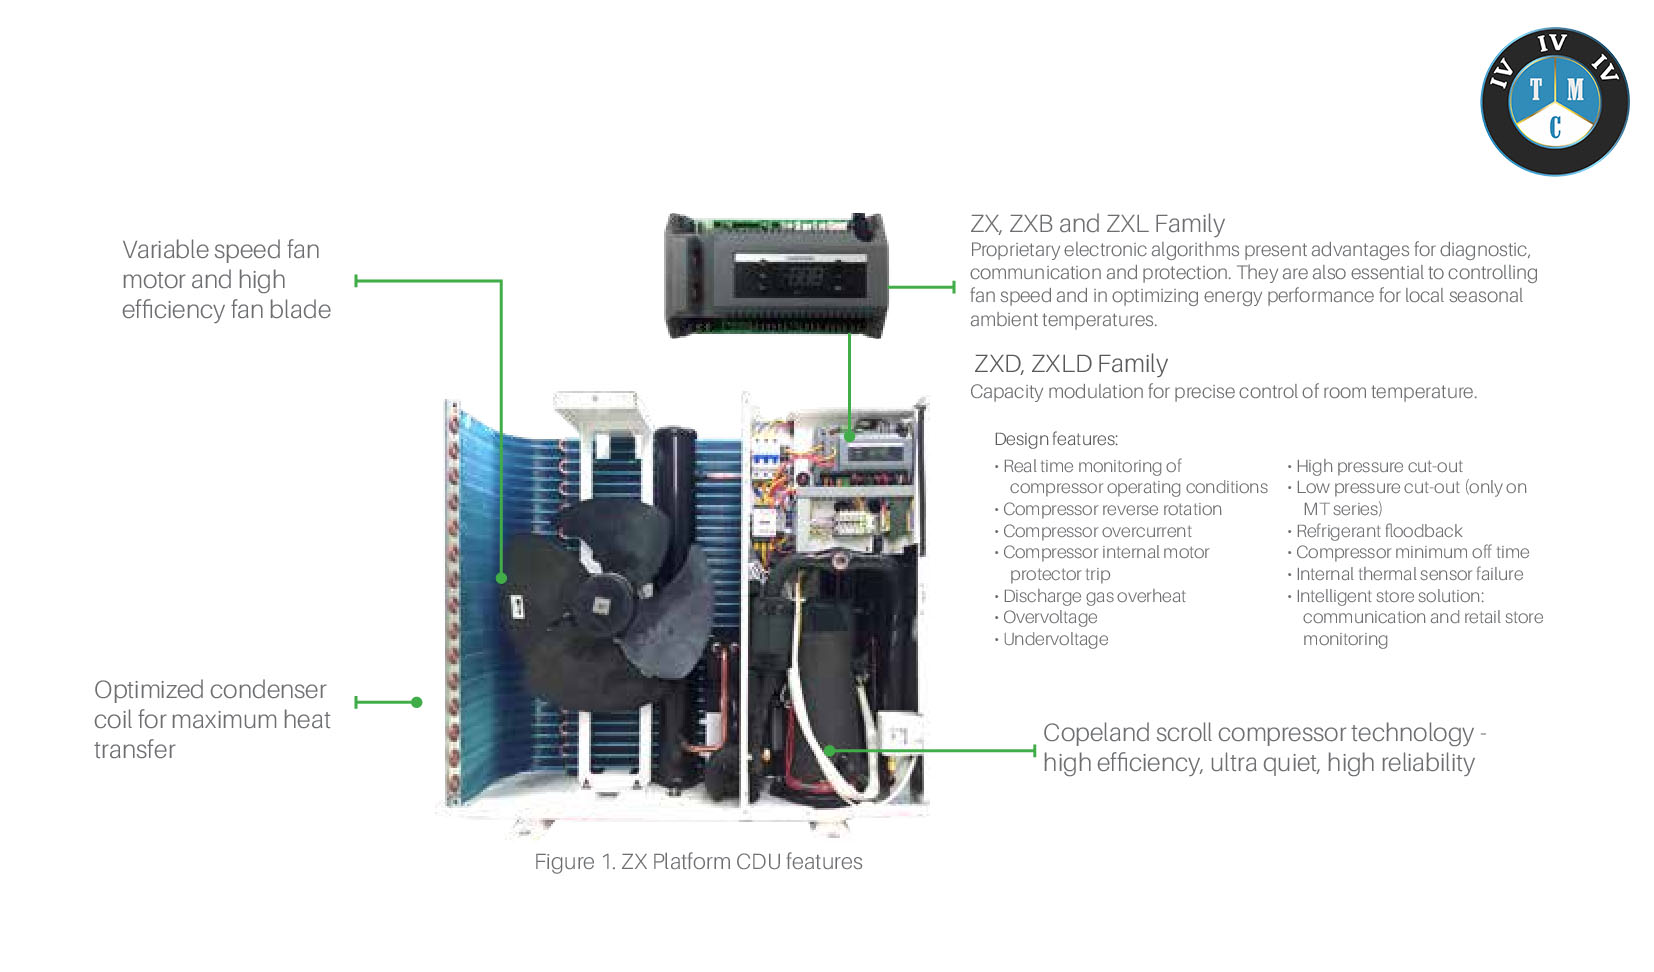 IV IV IV
T M
C
Variable speed fan
motor and high
efficiency fan blade
ZX, ZXB and ZXL Family
Proprietary electronic algorithms present advantages for diagnostic,
communication and protection. They are also essential to controlling
fan speed and in optimizing energy performance for local seasonal
ambient temperatures.
ZXD, ZXLD Family
Capacity modulation for precise control of room temperature.
Design features:
• Real time monitoring of
compressor operating conditions
• Compressor reverse rotation
• Compressor overcurrent
• Compressor internal motor
protector trip
• Discharge gas overheat
• Overvoltage
• Undervoltage
• High pressure cut-out
• Low pressure cut-out (only on
MT series)
• Refrigerant floodback
• Compressor minimum off time
• Internal thermal sensor failure
• Intelligent store solution:
communication and retail store
monitoring
Optimized condenser
coil for maximum heat
transfer
Copeland scroll compressor technology -
high efficiency, ultra quiet, high reliability
Figure 1. ZX Platform CDU features